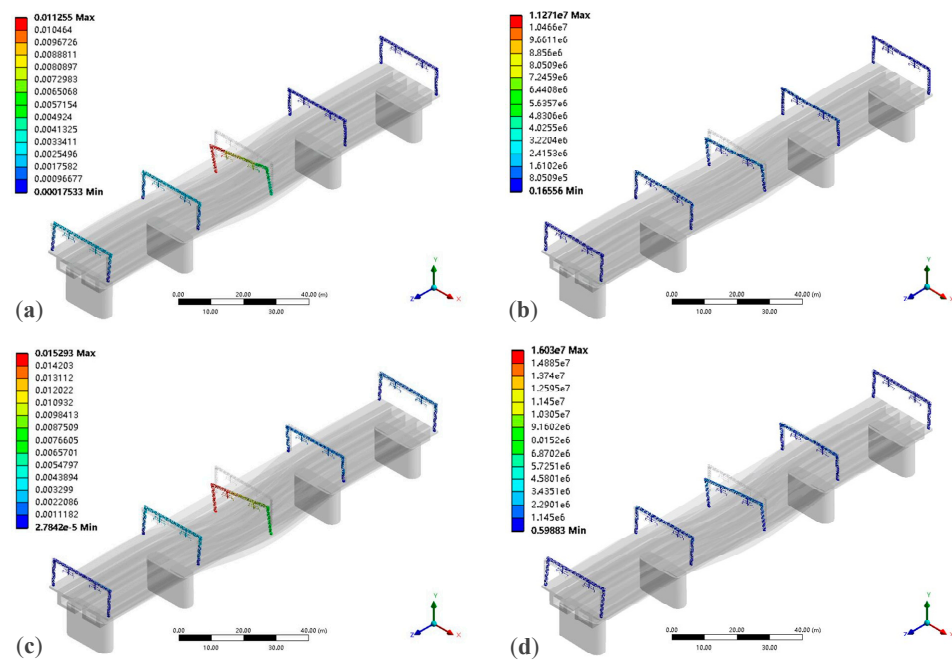 0.011255 Max
0.010464
0.0096726
0.0088811
0.0080897
0.0072983
0.0065068
0.0057154
0.004924
0.0041325
0.0033411
0.0025496
0.0017582
0.00096677
0.00017533 Min
0.00 20.00 40.00 (m)
10.00 30.00
Y
Z X
(a)
1.1271e7 Max
1.0466e7
9.6611e6
8.856e6
8.0509e6
7.2459e6
6.4408e6
5.6357e6
4.8306e6
4.0255e6
3.2204e6
2.4153e6
1.6102e6
8.0509e5
0.16556 Min
0.00 20.00 40.00 (m)
10.00 30.00
Y
Z X
(b)
0.015293 Max
0.014203
0.013112
0.012022
0.010932
0.0098413
0.0087509
0.0076605
0.0065701
0.0054797
0.0043894
0.003299
0.0022086
0.0011182
2.7842e-5 Min
0.00 20.00 40.00 (m)
10.00 30.00
Y
Z X
(c)
1.603e7 Max
1.4885e7
1.374e7
1.2595e7
1.145e7
1.0305e7
9.1602e6
8.0152e6
6.8702e6
5.7251e6
4.5801e6
3.4351e6
2.2901e6
1.145e6
0.59883 Min
0.00 20.00 40.00 (m)
10.00 30.00
Y
Z X
(d)